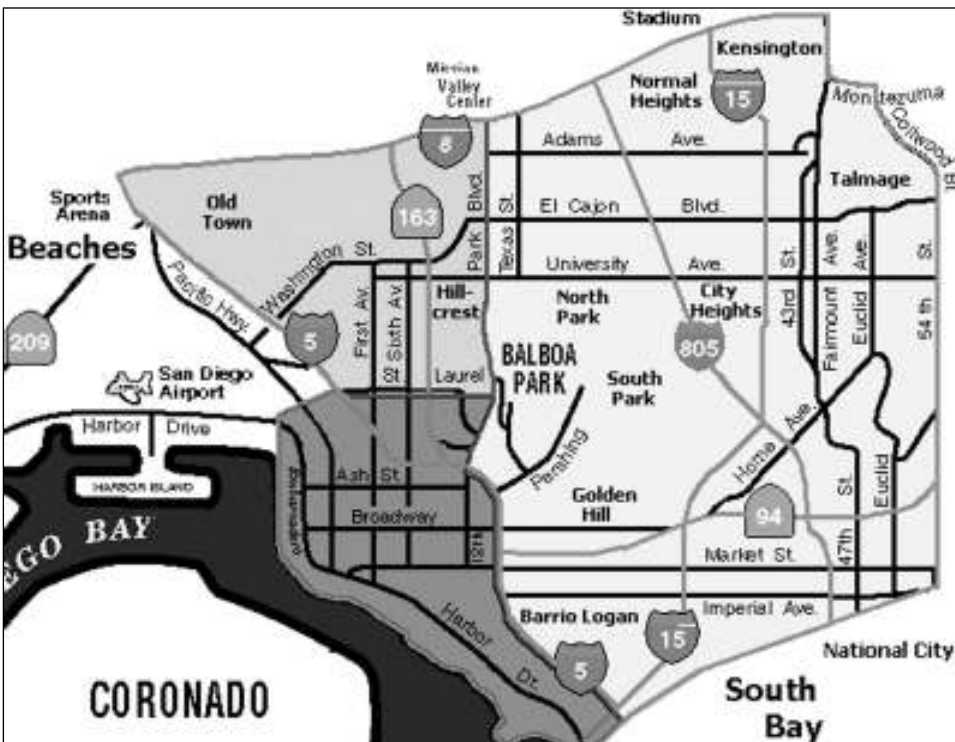 Stadium
Kensington
Mission
Valley
Center
Normal
Heights
15
Montezuma
Collwood Bl
8
Adams Ave.
Talmage
Sports
Arena
Old
Town
163
Park Blvd.
Texas St.
El Cajon Blvd.
Beaches
Washington St.
University Ave.
43rd St.
Fairmount Ave.
Euclid Ave.
54th St.
Pacific Hwy.
First Av.
Sixth Av.
Hill-
crest
North
Park
City
Heights
209
5
805
BALBOA
PARK
San Diego
Airport
Laurel St.
South
Park
Harbor Drive
Pershing
Home Ave.
HARBOR ISLAND
Ash St.
Euclid
Golden
Hill
94
EGO BAY
Broadway
12th
Market St.
47th St.
Harbor Dr.
Barrio Logan
Imperial Ave.
15
5
National City
CORONADO
South
Bay